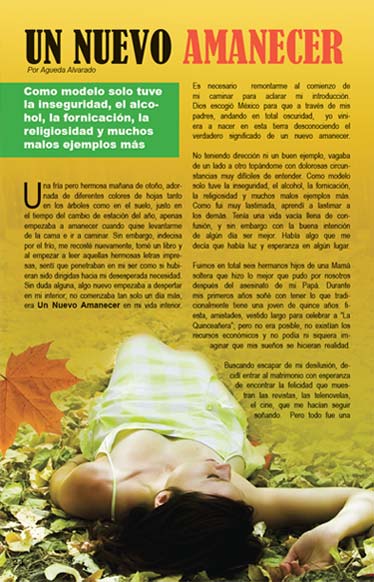 UN NUEVO AMANECER
Por Agueda Alvarado
Como modelo solo tuve
la inseguridad, el alco-
hol, la fornicación, la
religiosidad y muchos
malos ejemplos más
Una fría pero hermosa mañana de otoño, ador-
nada de diferentes colores de hojas tanto
en los árboles como en el suelo, justo en
el tiempo del cambio de estación del año, apenas
empezaba a amanecer cuando quise levantarme
de la cama e ir a caminar. Sin embargo, indecisa
por el frío, me recosté nuevamente, tomé un libro y
al empezar a leer aquellas hermosas letras impre-
sas, sentí que penetraban en mi ser como si hubi-
eran sido dirigidas hacia mi desesperada necesidad.
Sin duda alguna, algo nuevo empezaba a despertar
en mi interior, no comenzaba tan solo un día más,
era Un Nuevo Amanecer en mi vida interior.
Es necesario remontarme al comienzo de
mi caminar para aclarar mi introducción.
Dios escogió México para que a través de mis
padres, andando en total oscuridad, yo vini-
era a nacer en esta tierra desconociendo el
verdadero significado de un nuevo amanecer.
No teniendo dirección ni un buen ejemplo, vagaba
de un lado a otro topándome con dolorosas circun-
stancias muy difíciles de entender. Como modelo
solo tuve la inseguridad, el alcohol, la fornicación,
la religiosidad y muchos malos ejemplos más.
Como fui muy lastimada, aprendí a lastimar a
los demás. Tenía una vida vacía llena de con-
fusión, y sin embargo con la buena intención
de algún día ser mejor. Había algo que me
decía que había luz y esperanza en algún lugar.
Fuimos en total seis hermanos hijos de una Mamá
soltera que hizo lo mejor que pudo por nosotros
después del asesinato de mi Papá. Durante
mis primeros años soñé con tener lo que tradi-
cionalmente tiene una joven de quince años: fi-
esta, amistades, vestido largo para celebrar a "La
Quinceañera"; pero no era posible, no existían los
recursos económicos y no podía ni siquiera im-
aginar que mis sueños se hicieran realidad.
Buscando escapar de mi desilusión, de-
cidí entrar al matrimonio con esperanza
de encontrar la felicidad que mues-
tran las revistas, las telenovelas,
el cine, que me hacían seguir
soñando. Pero todo fue una